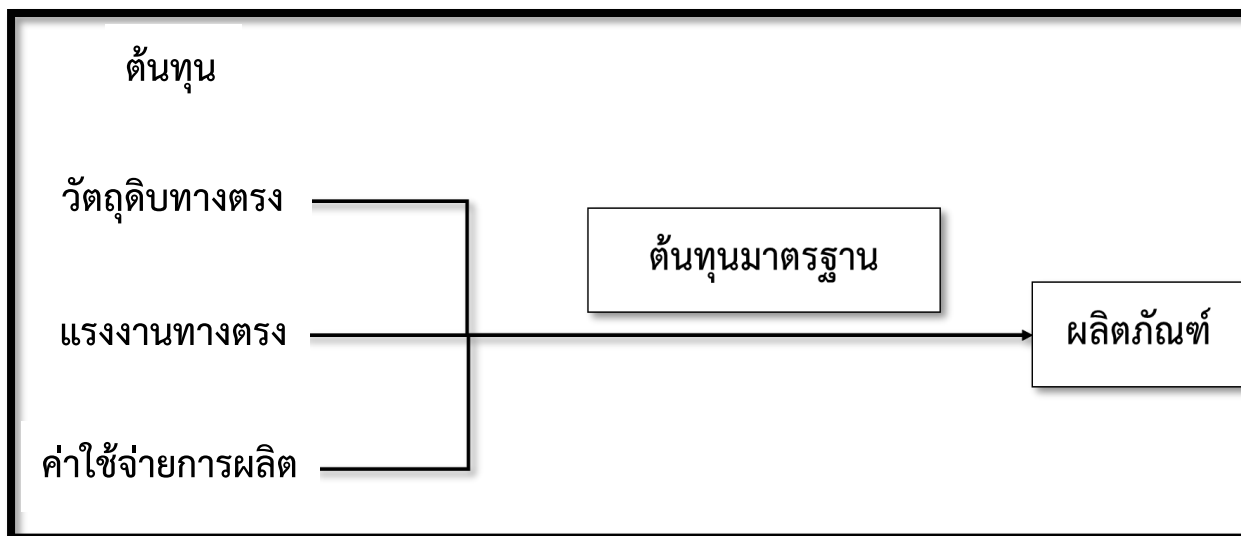 ต้นทุน
วัตถุดิบทางตรง
ต้นทุนมาตรฐาน
แรงงานทางตรง
ผลิตภัณฑ์
ค่าใช้จ่ายการผลิต